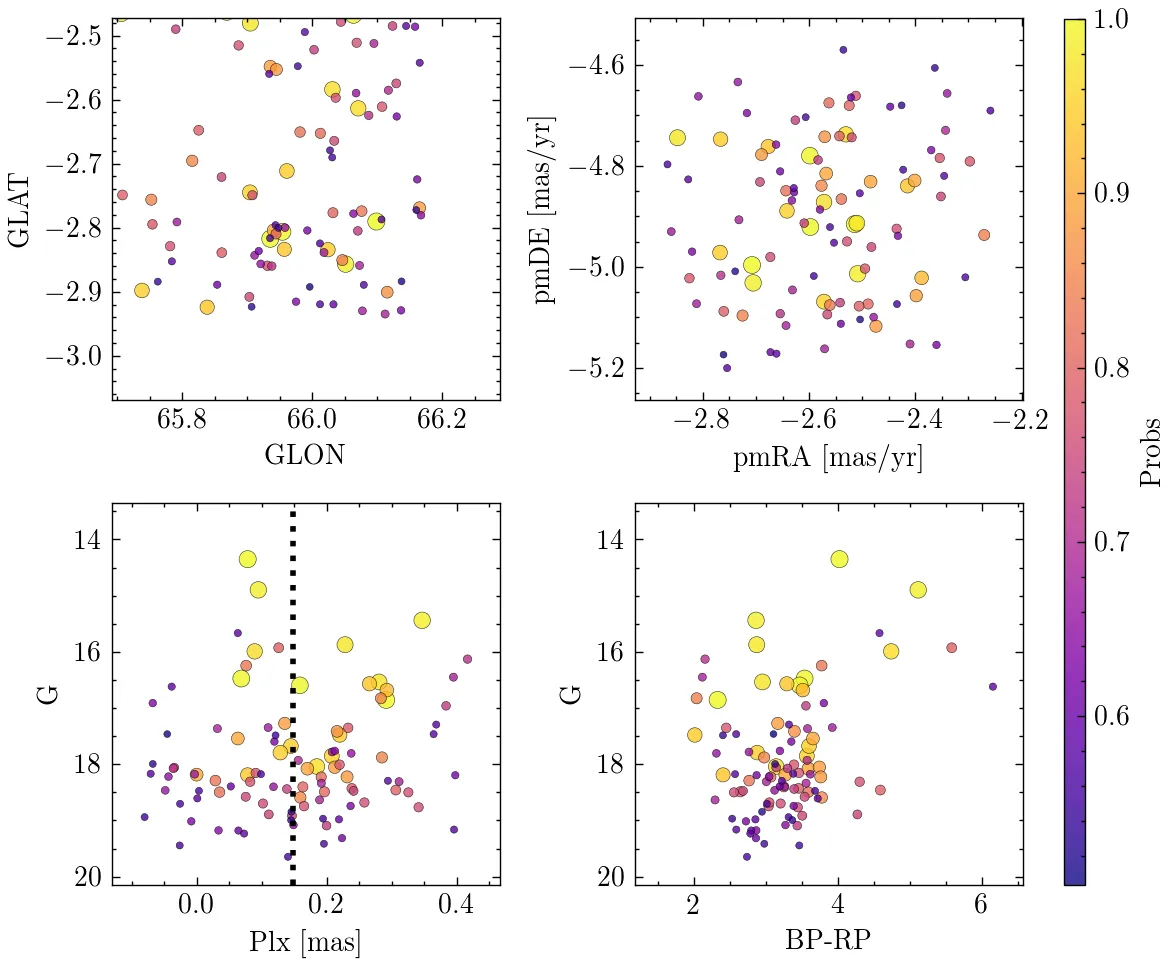 −2.5
−2.6
−2.7
−2.8
−2.9
−3.0
GLAT
65.8 66.0 66.2
GLON
−4.6
−4.8
−5.0
−5.2
pmDE [mas/yr]
−2.8 −2.6 −2.4 −2.2
pmRA [mas/yr]
1.0
0.9
0.8
0.7
0.6
Probs
14
16
18
20
G
0.0 0.2 0.4
Plx [mas]
14
16
18
20
G
2 4 6
BP-RP